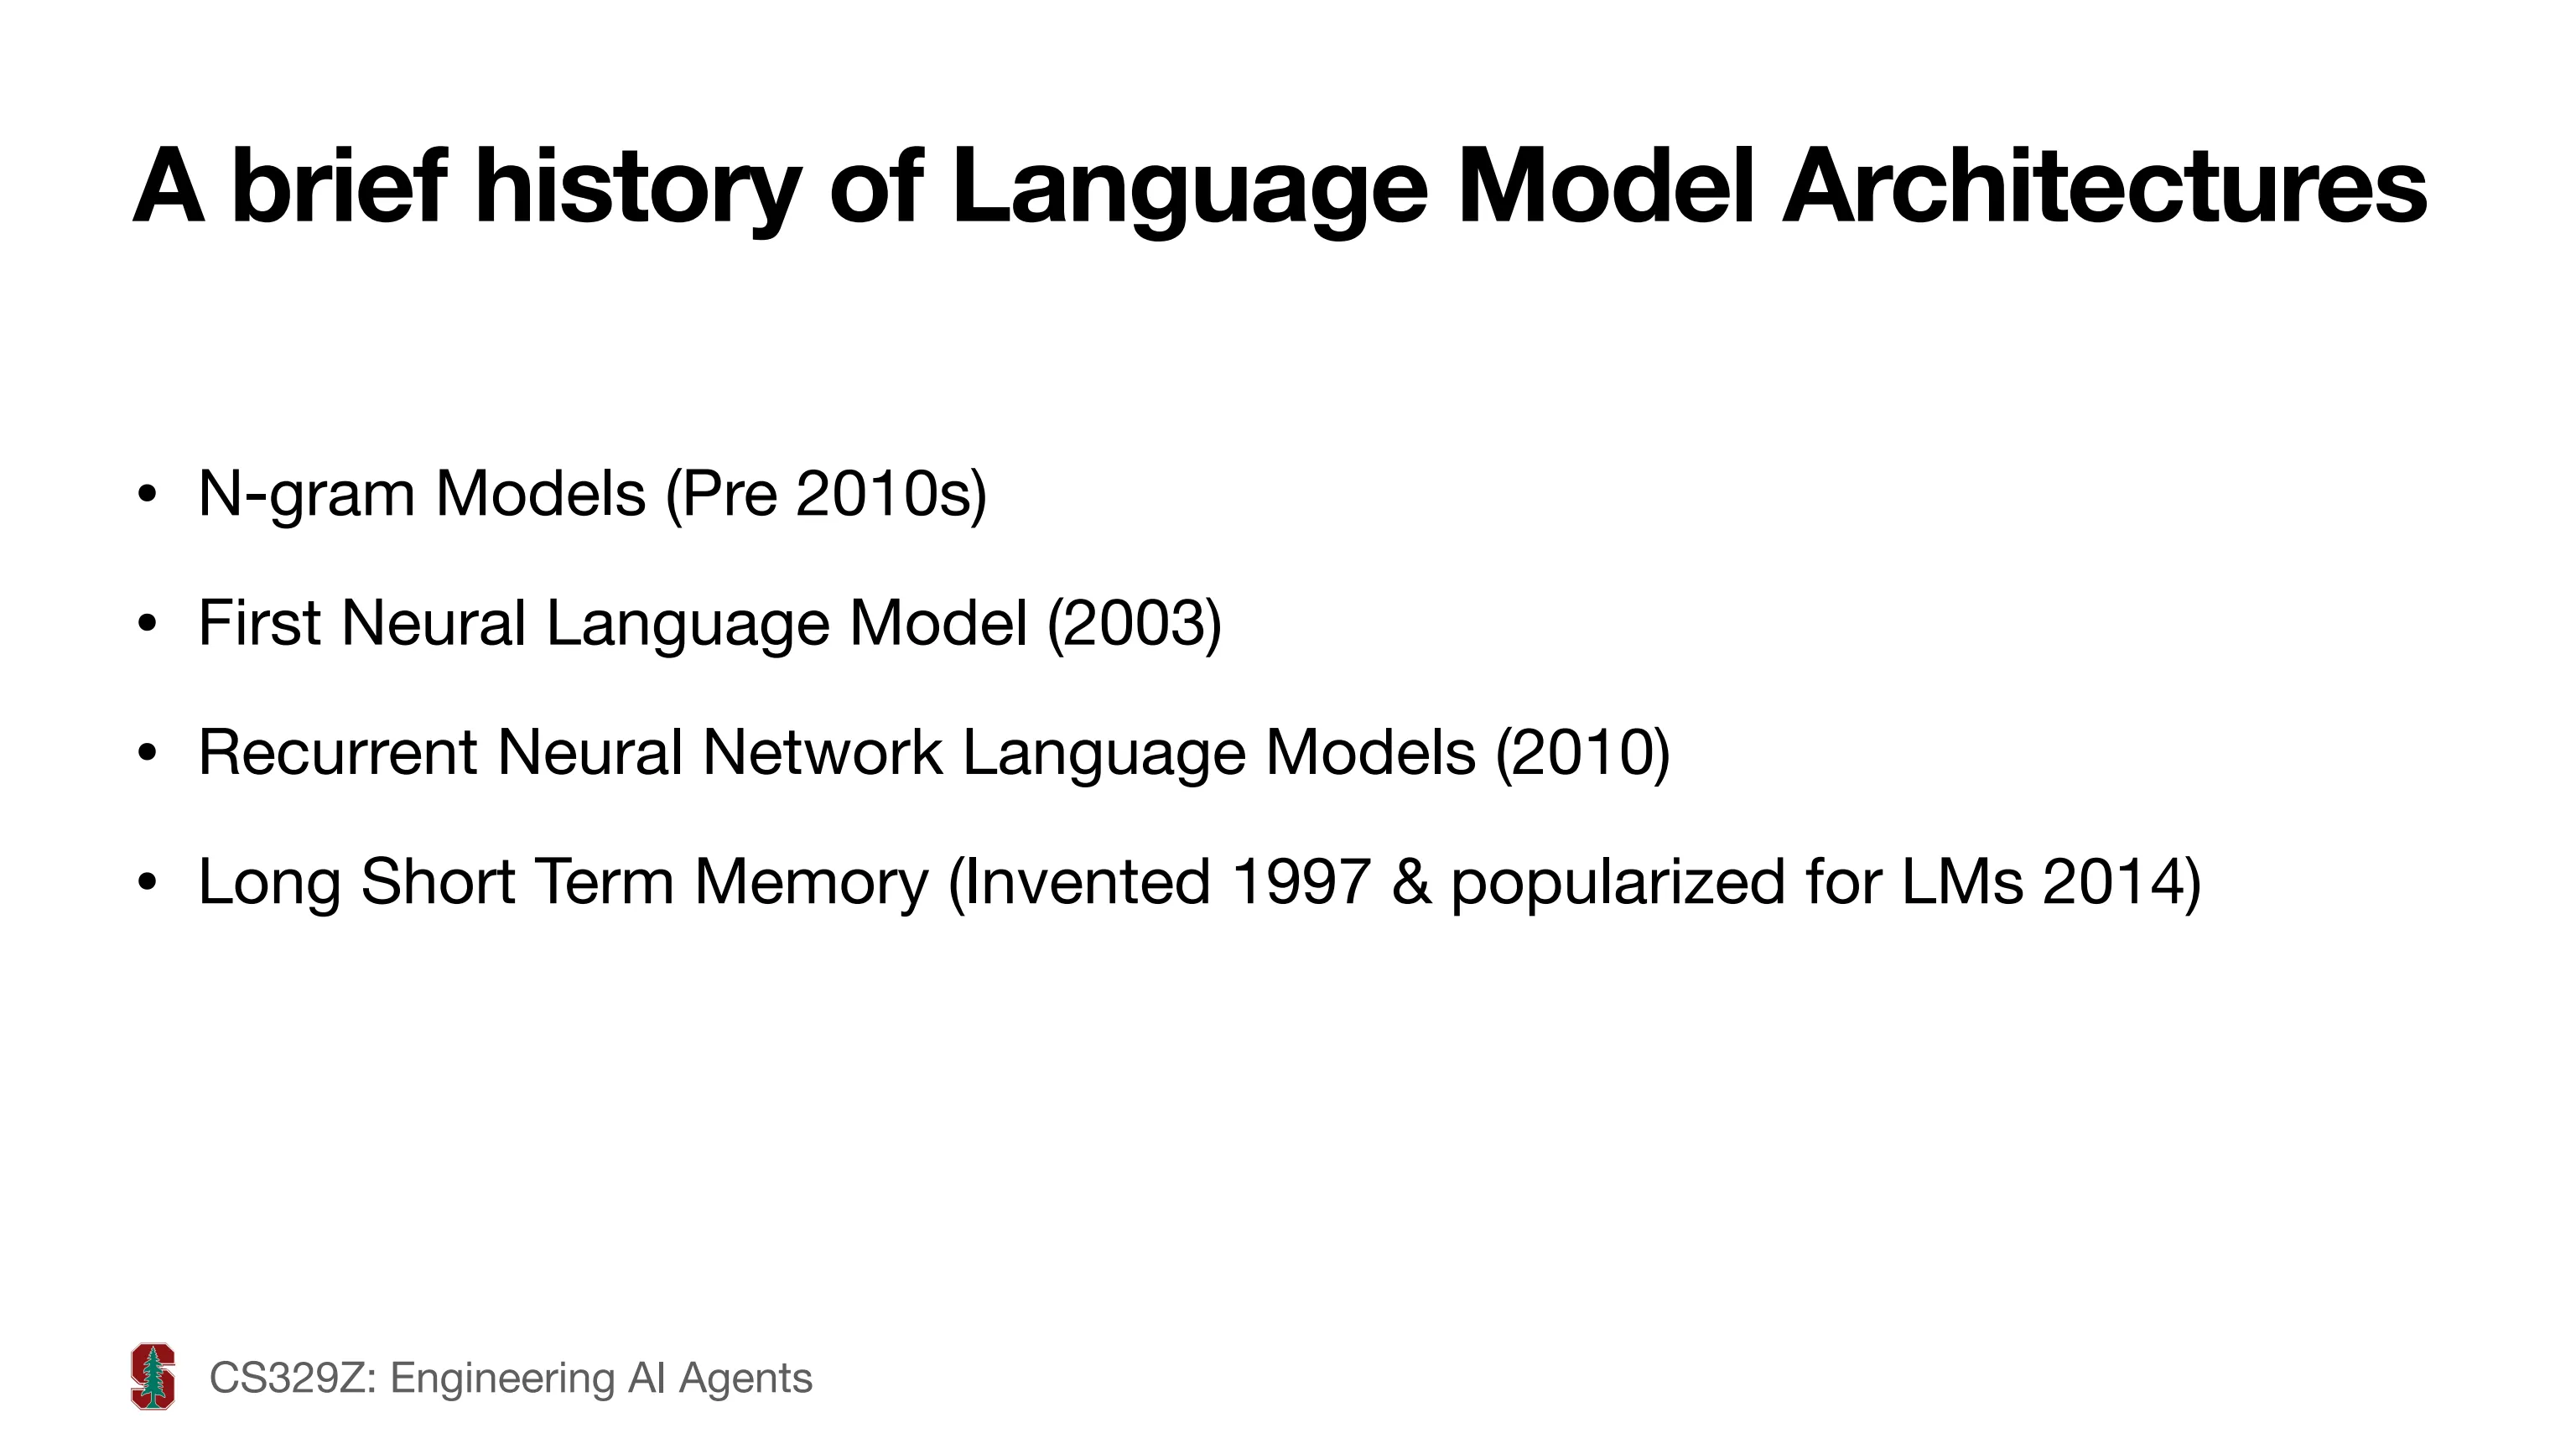 A brief history of Language Model Architectures
• N-gram Models (Pre 2010s)
• First Neural Language Model (2003)
• Recurrent Neural Network Language Models (2010)
• Long Short Term Memory (Invented 1997 & popularized for LMs 2014)
CS329Z: Engineering AI Agents